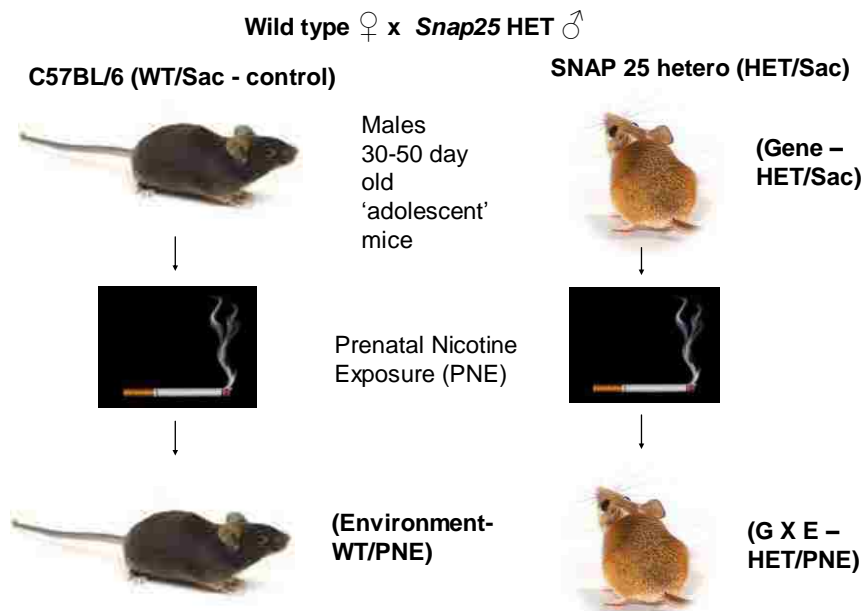 Wild type ♀ x Snap25 HET ♂
C57BL/6 (WT/Sac - control)
SNAP 25 hetero (HET/Sac)
Males
30-50 day
old
‘adolescent’
mice
(Gene –
HET/Sac)
Prenatal Nicotine
Exposure (PNE)
(Environment-
WT/PNE)
(G X E –
HET/PNE)